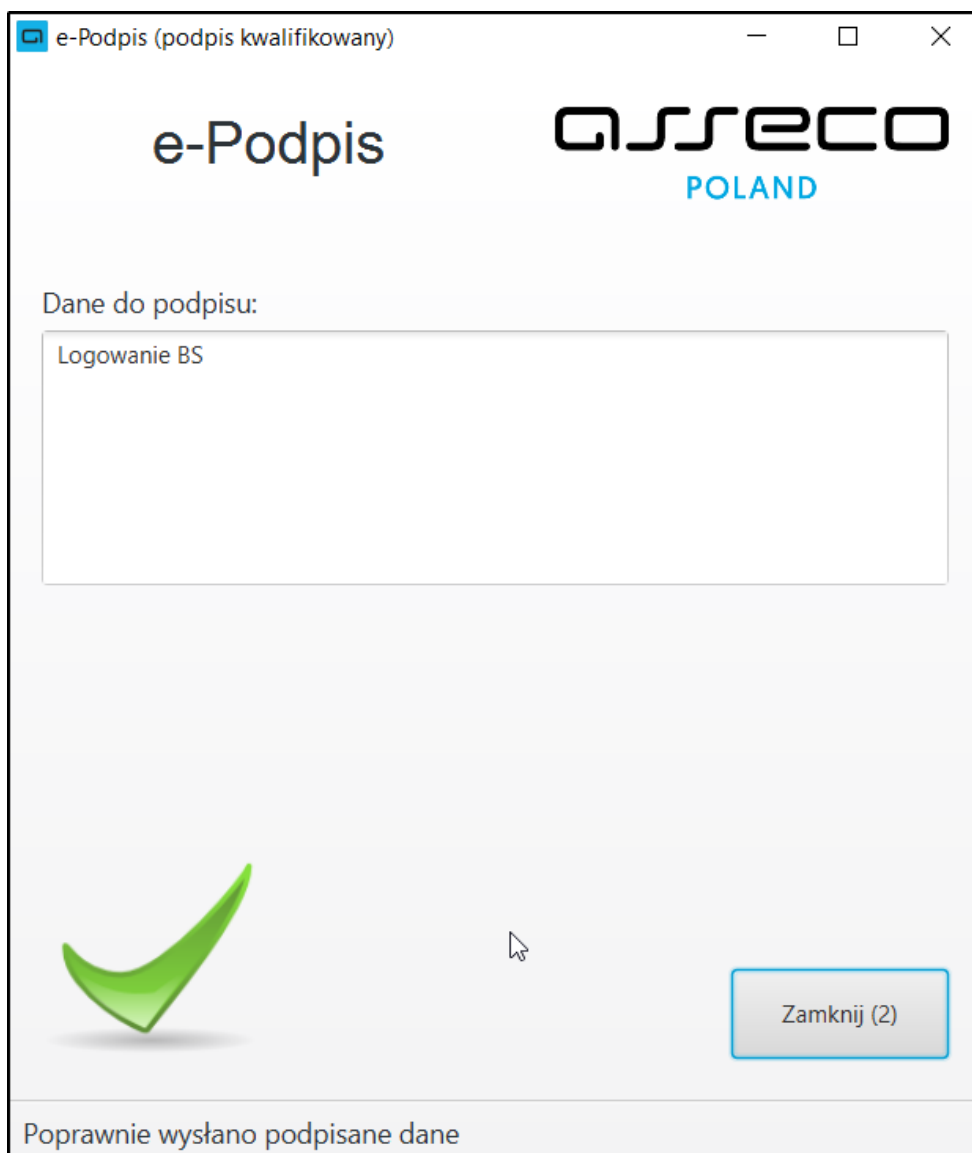 e-Podpis (podpis kwalifikowany)
e-Podpis
asseco
POLAND
Dane do podpisu:
Logowanie BS
Zamknij (2)
Poprawnie wysłano podpisane dane